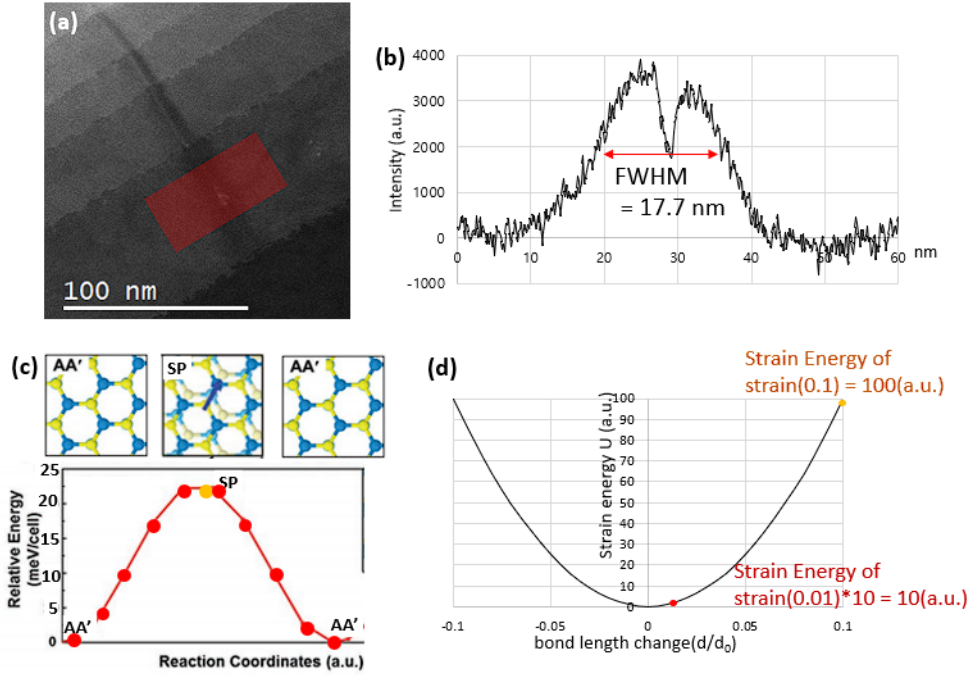 (a)
100 nm
(b)
4000
3000
2000
1000
0
-1000
Intensity (a.u.)
FWHM
= 17.7 nm
0
10
20
30
40
50
60
nm
(c)
AA′
SP
AA′
25
20
15
10
5
0
Relative Energy
(meV/cell)
SP
AA′
AA′
Reaction Coordinates (a.u.)
(d)
Strain Energy of
strain(0.1) = 100(a.u.)
100
90
80
70
60
50
40
30
20
10
0
Strain energy U (a.u.)
Strain Energy of
strain(0.01)*10 = 10(a.u.)
-0.1
-0.05
0
0.05
0.1
bond length change(d/d₀)